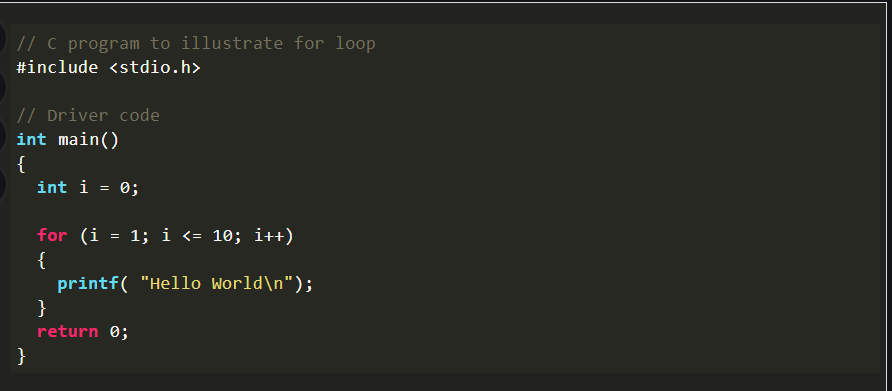 // C program to illustrate for loop
#include <stdio.h>
// Driver code
int main()
{
int i = 0;
for (i = 1; i <= 10; i++)
{
printf( "Hello World\n");
}
return 0;
}